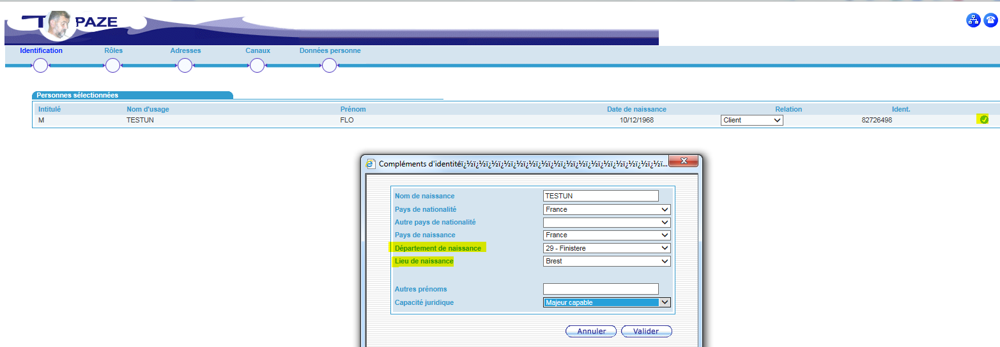 T PAZE
Identification Rôles Adresses Canaux Données personne
Personnes sélectionnées
Intitulé Nom d'usage Prénom Date de naissance Relation Ident.
M TESTUN FLO 10/12/1968 Client 82726498
Compléments d'identitéï¿½ï¿½ï¿½ï¿½ï¿½ï¿½ï¿½ï¿½ï¿½ï¿½ï¿½ï¿½ï¿½ï¿½ï¿½ï¿½ï...
Nom de naissance TESTUN
Pays de nationalité France
Autre pays de nationalité
Pays de naissance France
Département de naissance 29 - Finistere
Lieu de naissance Brest
Autres prénoms
Capacité juridique Majeur capable
Annuler Valider